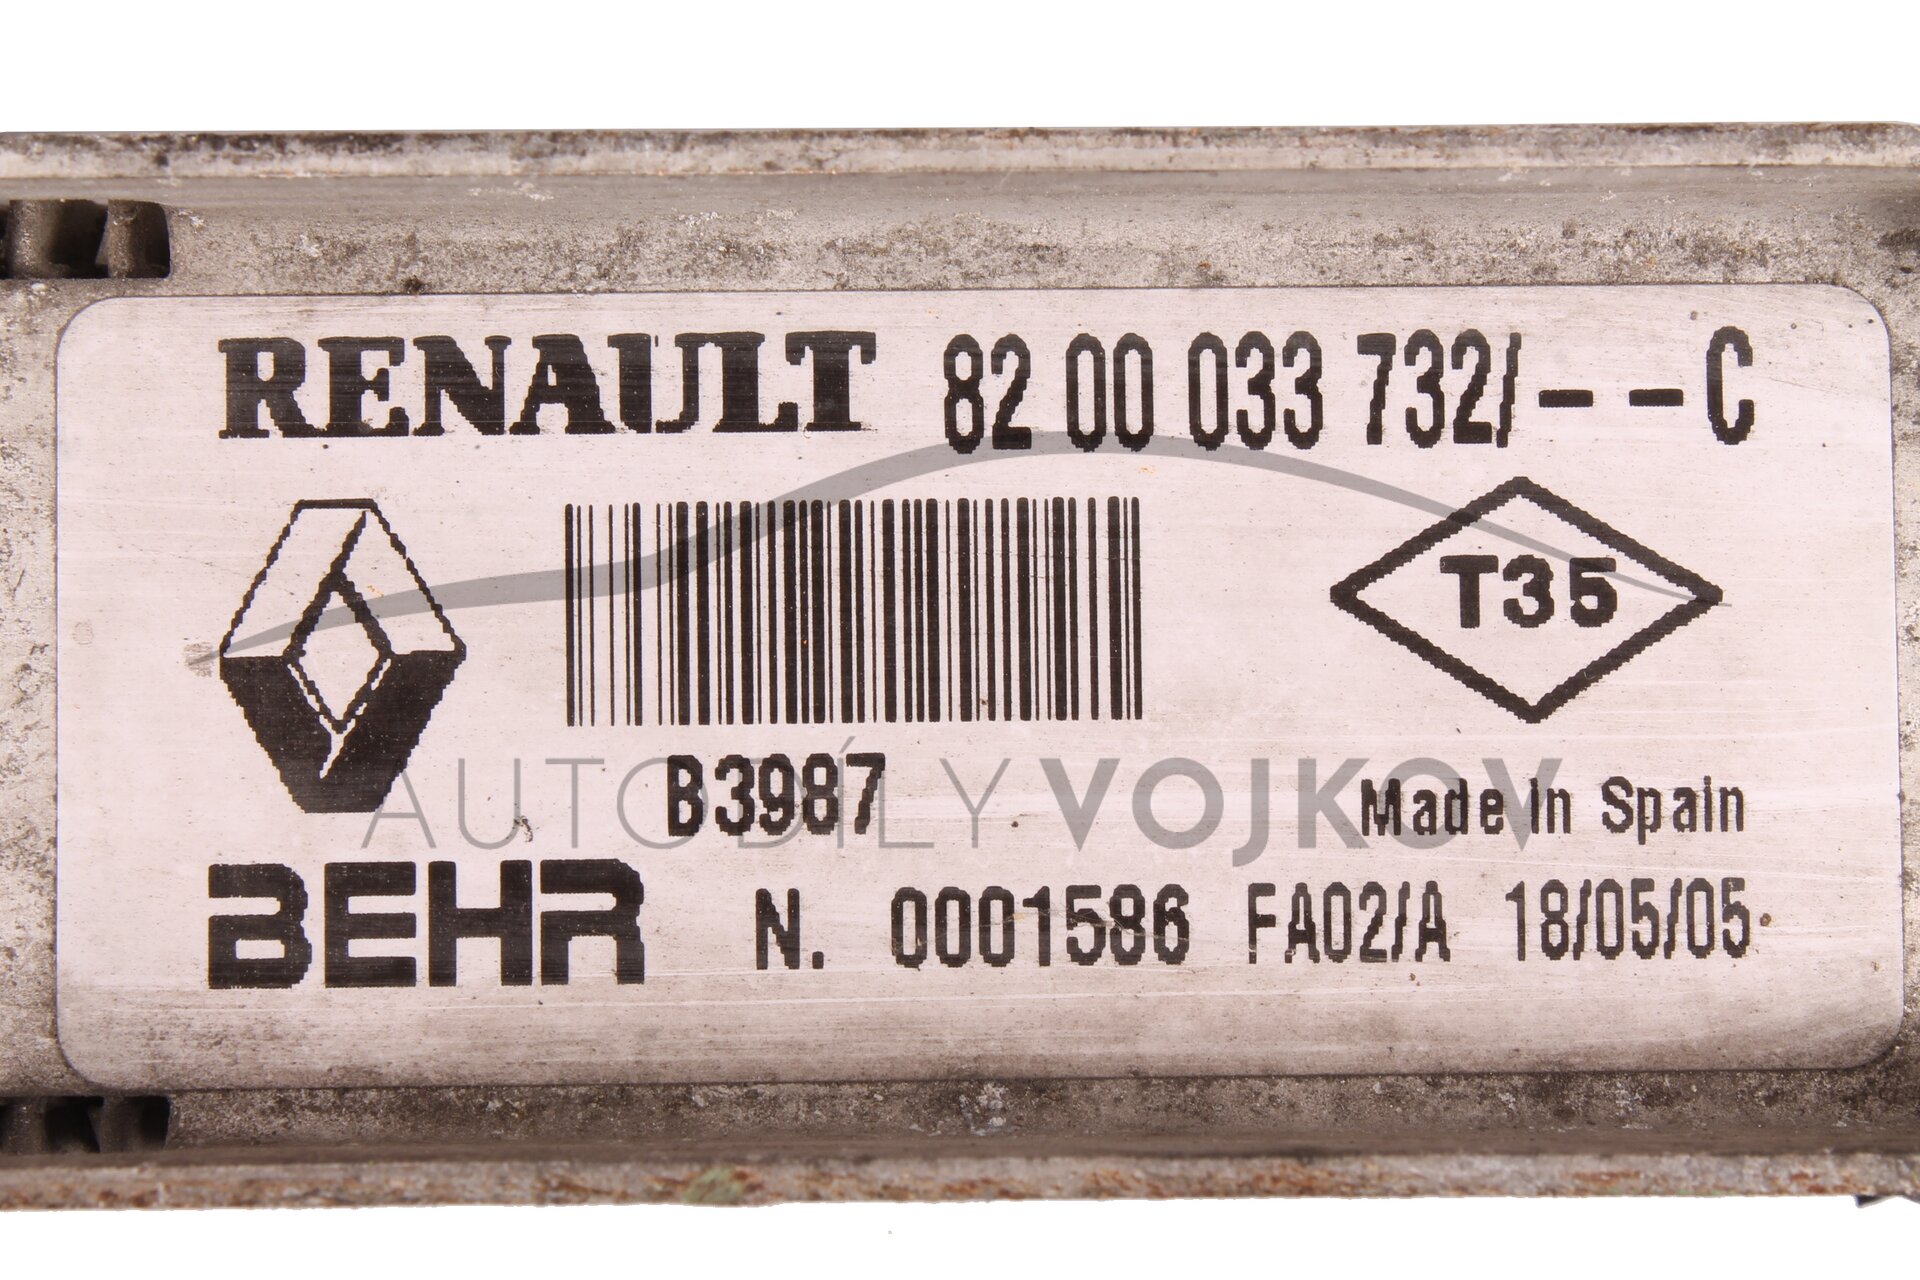 RENAULT 82 00 033 732/-- --C
T35
B3987
AUTODÍLY VOJKOV
Made In Spain
BEHR N. 0001586 FA02/A 18/05/05